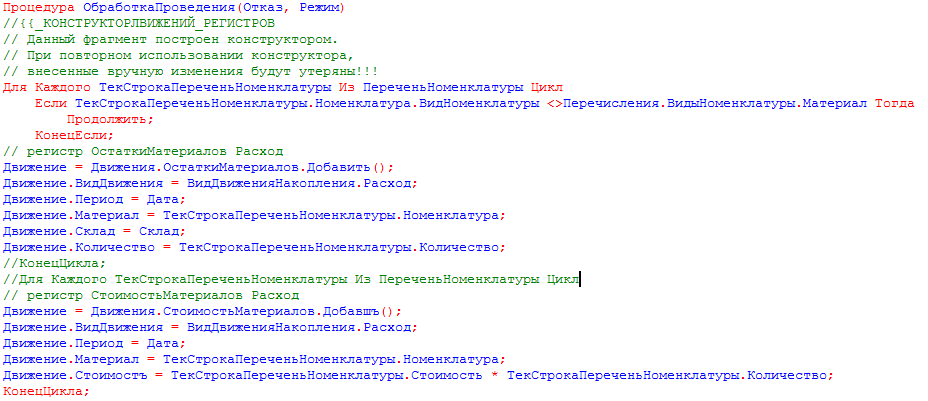 Процедура ОбработкаПроведения(Отказ, Режим)
//{{_КОНСТРУКТОРЛВИЖЕНИЙ_РЕГИСТРОВ
// Данный фрагмент построен конструктором.
// При повторном использовании конструктора,
// внесенные вручную изменения будут утеряны!!!
Для Каждого ТекСтрокаПереченьНоменклатуры Из ПереченьНоменклатуры Цикл
    Если ТекСтрокаПереченьНоменклатуры.Номенклатура.ВидНоменклатуры <>Перечисления.ВидыНоменклатуры.Материал Тогда
        Продолжить;
    КонецЕсли;
// регистр ОстаткиМатериалов Расход
Движение = Движения.ОстаткиМатериалов.Добавить();
Движение.ВидДвижения = ВидДвиженияНакопления.Расход;
Движение.Период = Дата;
Движение.Материал = ТекСтрокаПереченьНоменклатуры.Номенклатура;
Движение.Склад = Склад;
Движение.Количество = ТекСтрокаПереченьНоменклатуры.Количество;
//КонецЦикла;
//Для Каждого ТекСтрокаПереченьНоменклатуры Из ПереченьНоменклатуры Цикл
// регистр СтоимостьМатериалов Расход
Движение = Движения.СтоимостьМатериалов.Добавшъ();
Движение.ВидДвижения = ВидДвиженияНакопления.Расход;
Движение.Период = Дата;
Движение.Материал = ТекСтрокаПереченьНоменклатуры.Номенклатура;
Движение.Стоимостъ = ТекСтрокаПереченьНоменклатуры.Стоимость * ТекСтрокаПереченьНоменклатуры.Количество;
КонецЦикла;